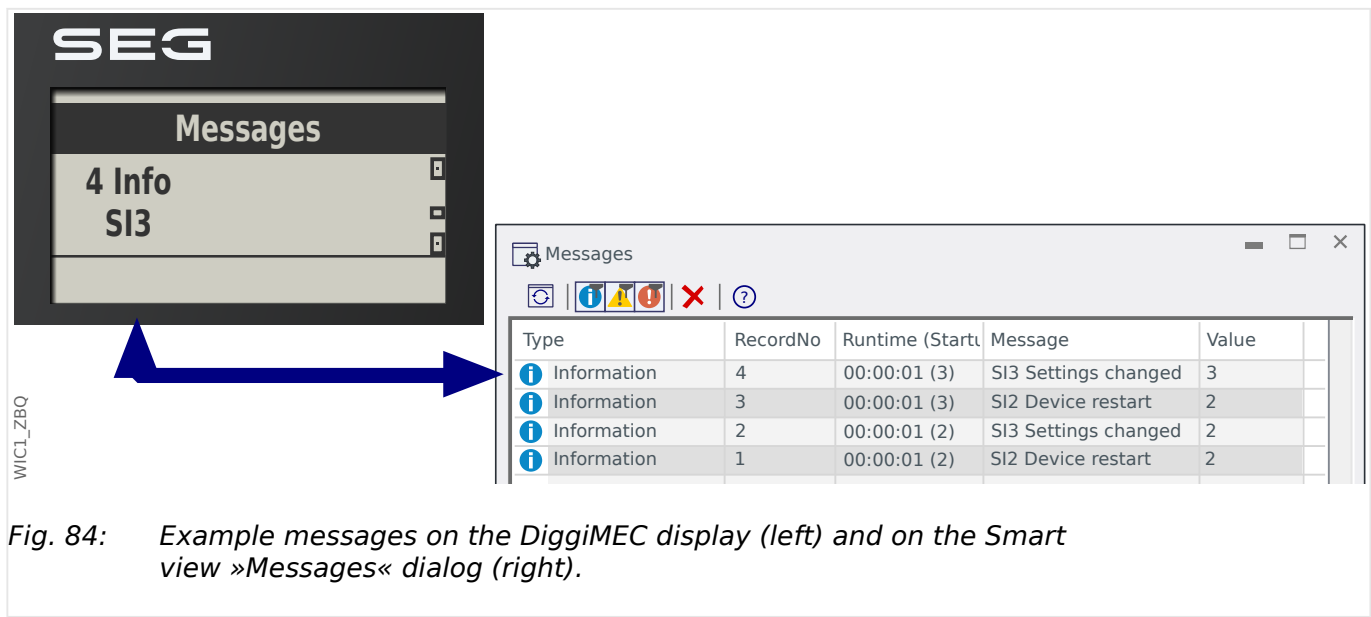 SEG
Messages
4 Info
SI3
Messages
Type RecordNo Runtime (Startu Message Value
Information 4 00:00:01 (3) SI3 Settings changed 3
Information 3 00:00:01 (3) SI2 Device restart 2
Information 2 00:00:01 (2) SI3 Settings changed 2
Information 1 00:00:01 (2) SI2 Device restart 2
WIC1_ZBQ
Fig. 84: Example messages on the DiggiMEC display (left) and on the Smart
view »Messages« dialog (right).